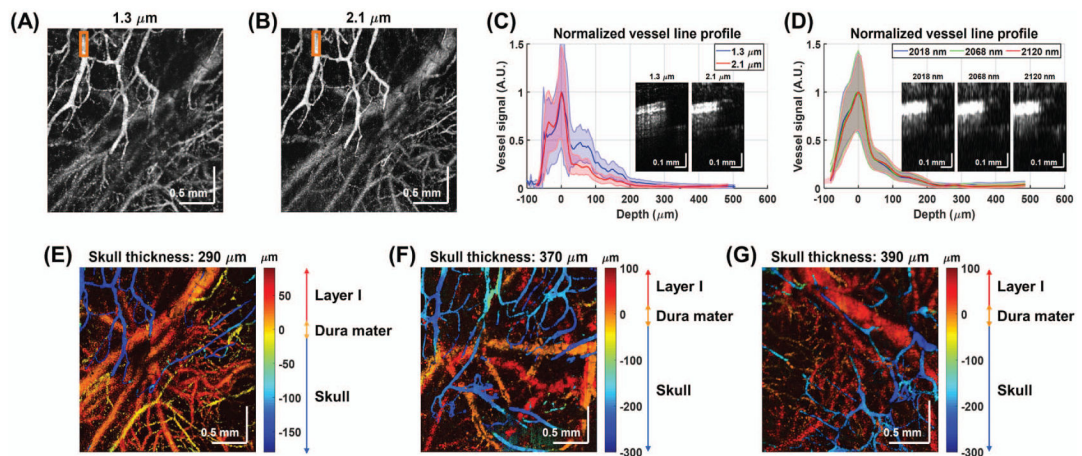 (A)
1.3 μm
0.5 mm
(B)
2.1 μm
0.5 mm
(C)
Normalized vessel line profile
1.3 μm
2.1 μm
1.3 μm
2.1 μm
0.1 mm
0.1 mm
Vessel signal (A.U.)
1.5
1
0.5
0
-100
0
100
200
300
400
500
600
Depth (μm)
(D)
Normalized vessel line profile
2018 nm
2068 nm
2120 nm
2018 nm
2068 nm
2120 nm
0.1 mm
0.1 mm
0.1 mm
Vessel signal (A.U.)
1.5
1
0.5
0
-100
0
100
200
300
400
500
600
Depth (μm)
(E)
Skull thickness: 290 μm
0.5 mm
μm
50
0
-50
-100
-150
Layer I
Dura mater
Skull
(F)
Skull thickness: 370 μm
0.5 mm
μm
100
0
-100
-200
-300
Layer I
Dura mater
Skull
(G)
Skull thickness: 390 μm
0.5 mm
μm
100
0
-100
-200
-300
Layer I
Dura mater
Skull